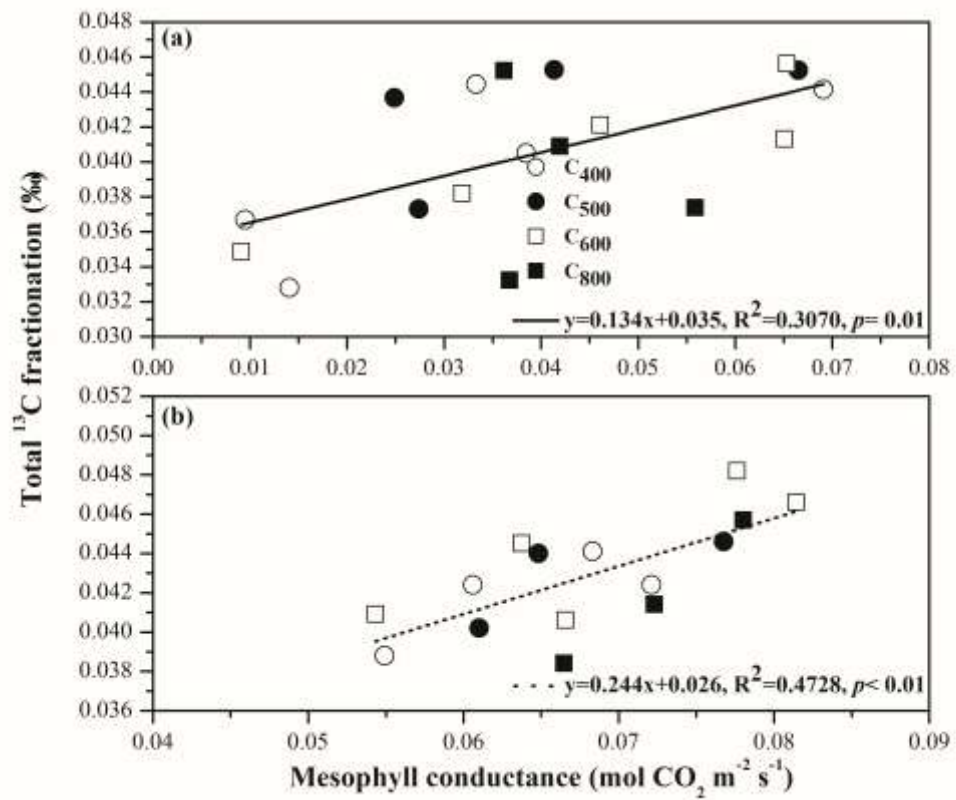 (a)
0.048
0.046
0.044
0.042
0.040
0.038
0.036
0.034
0.032
0.030
C400
C500
C600
C800
y=0.134x+0.035, R²=0.3070, p= 0.01
0.00 0.01 0.02 0.03 0.04 0.05 0.06 0.07 0.08
Total ¹³C fractionation (‰)
(b)
0.052
0.050
0.048
0.046
0.044
0.042
0.040
0.038
0.036
y=0.244x+0.026, R²=0.4728, p< 0.01
0.04 0.05 0.06 0.07 0.08 0.09
Mesophyll conductance (mol CO₂ m⁻² s⁻¹)